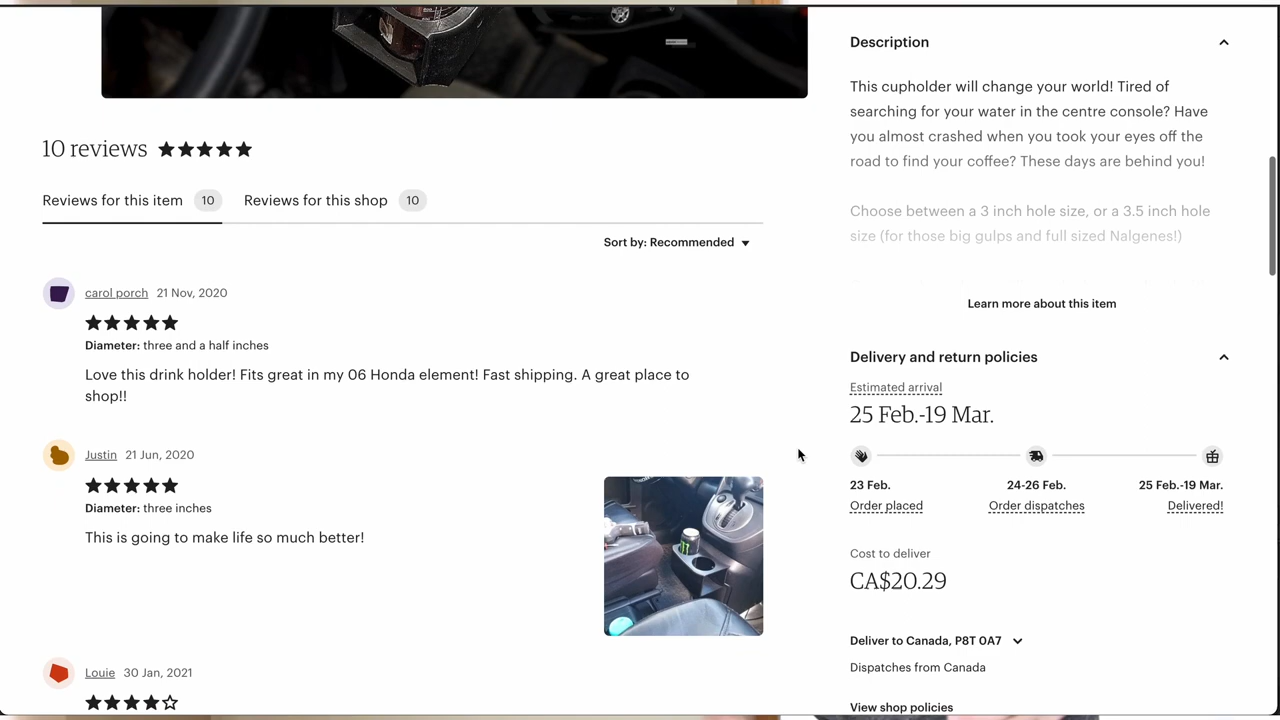 10 reviews
Reviews for this item 10 Reviews for this shop 10
Sort by: Recommended
carol porch 21 Nov, 2020
Diameter: three and a half inches
Love this drink holder! Fits great in my 06 Honda element! Fast shipping. A great place to
shop!!
Justin 21 Jun, 2020
Diameter: three inches
This is going to make life so much better!
Louie 30 Jan, 2021
Description
This cupholder will change your world! Tired of
searching for your water in the centre console? Have
you almost crashed when you took your eyes off the
road to find your coffee? These days are behind you!
Choose between a 3 inch hole size, or a 3.5 inch hole
size (for those big gulps and full sized Nalgenes!)
Learn more about this item
Delivery and return policies
Estimated arrival
25 Feb.-19 Mar.
23 Feb. 24-26 Feb. 25 Feb.-19 Mar.
Order placed Order dispatches Delivered!
Cost to deliver
CA$20.29
Deliver to Canada, P8T 0A7
Dispatches from Canada
View shop policies